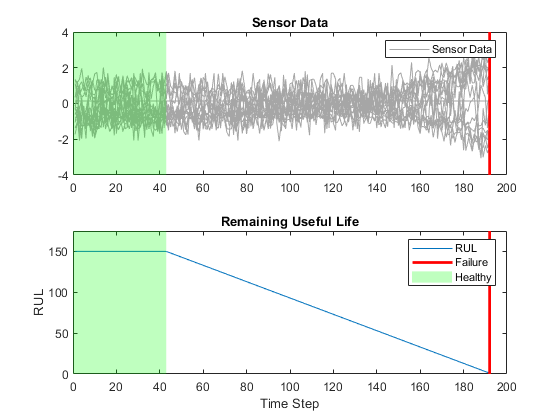 Sensor Data
4
2
0
-2
-4
Sensor Data
0 20 40 60 80 100 120 140 160 180 200
Remaining Useful Life
150
100
50
0
RUL
RUL
Failure
Healthy
0 20 40 60 80 100 120 140 160 180 200
Time Step